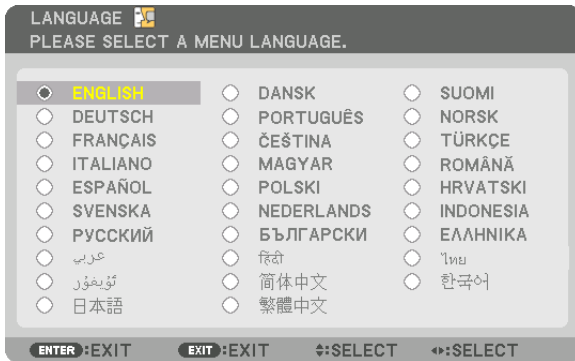 LANGUAGE
PLEASE SELECT A MENU LANGUAGE.
ENGLISH DANSK SUOMI
DEUTSCH PORTUGUÊS NORSK
FRANÇAIS ČEŠTINA TÜRKÇE
ITALIANO MAGYAR ROMÂNĂ
ESPAÑOL POLSKI HRVATSKI
SVENSKA NEDERLANDS INDONESIA
РУССКИЙ БЪЛГАРСКИ ΕΛΛΗΝΙΚΑ
عربي हिंदी ไทย
ئۇيغۇر 简体中文 한국어
日本語 繁體中文
ENTER :EXIT EXIT :EXIT :SELECT :SELECT